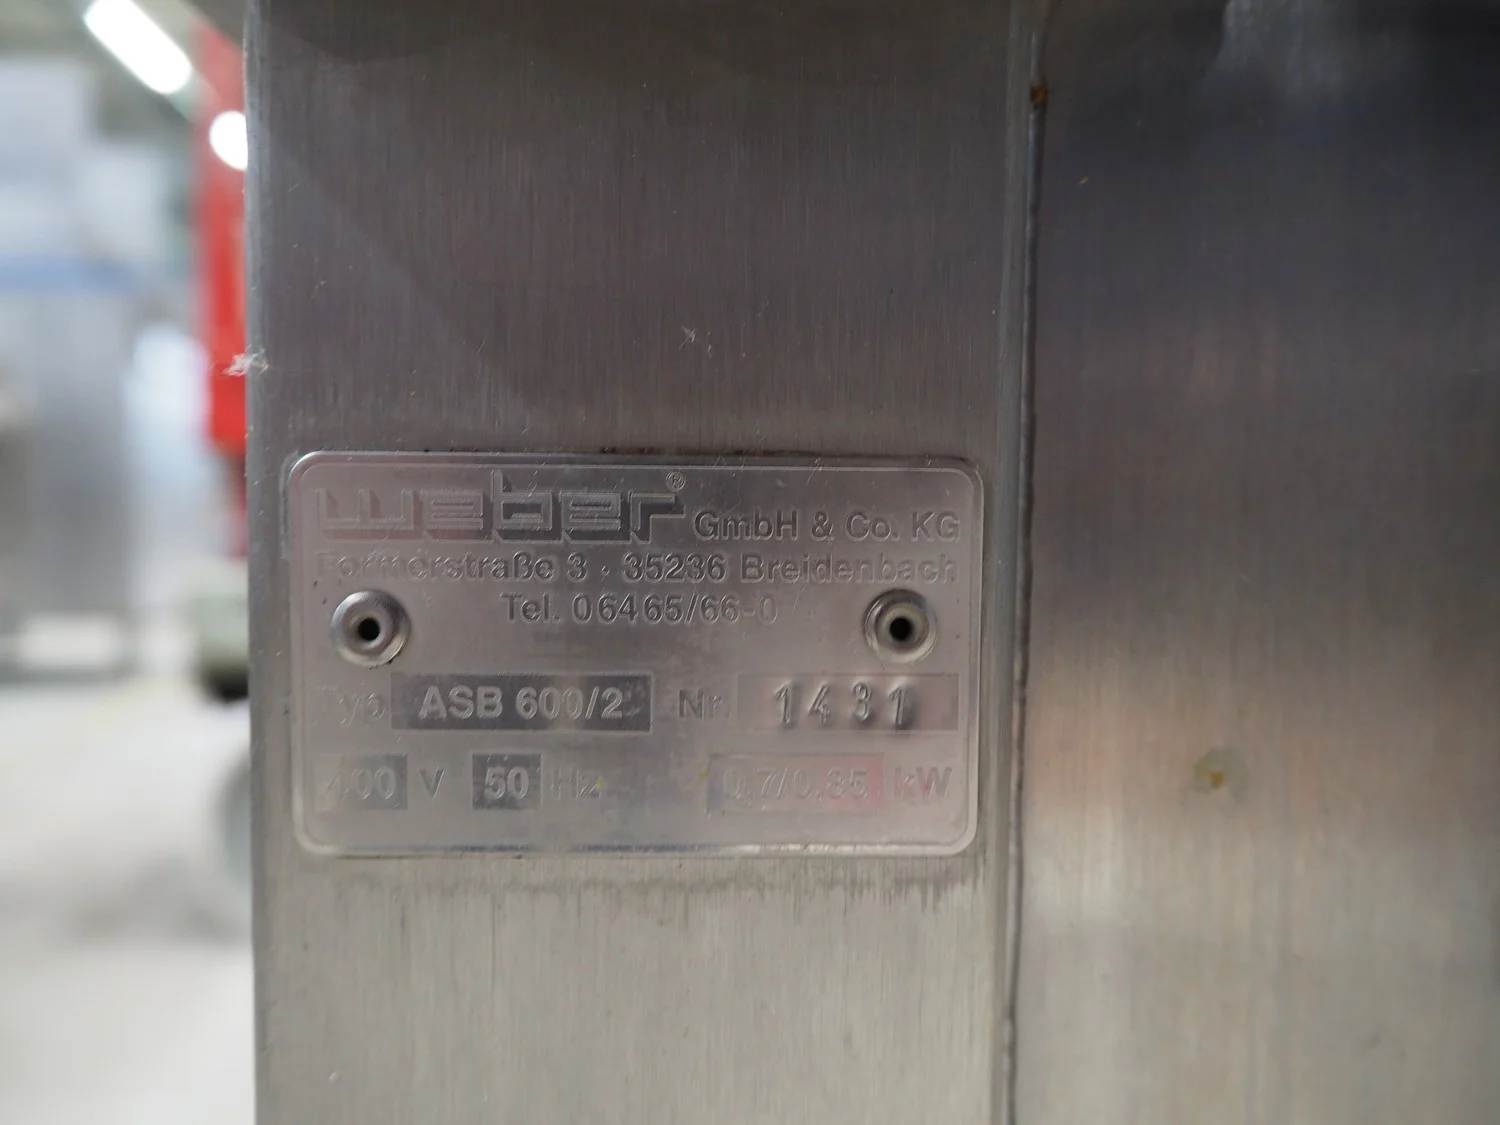 weber® GmbH & Co. KG
Formerstraße 3 · 35236 Breidenbach
Tel. 06465/66-0
Typ ASB 600/2 Nr. 1431
400 V 50 Hz 0,7/0,85 kW